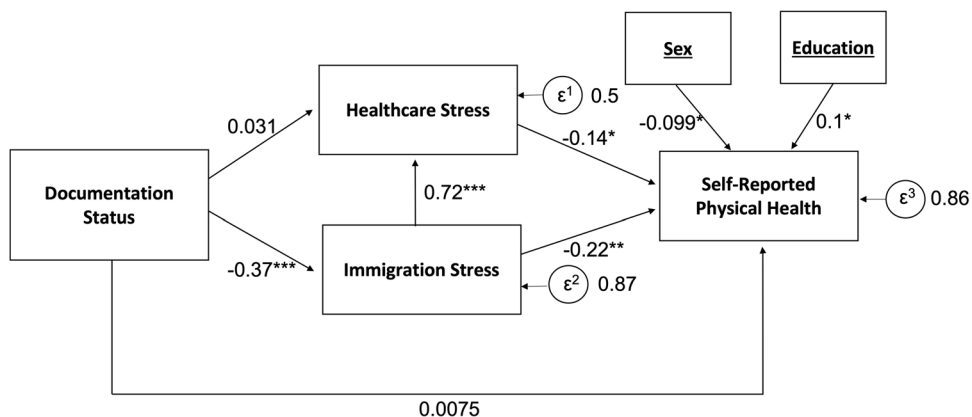 Sex
Education
Healthcare Stress
ε¹ 0.5
-0.099*
0.1*
0.031
-0.14*
Documentation
Status
0.72***
Self-Reported
Physical Health
ε³ 0.86
-0.37***
Immigration Stress
-0.22**
ε² 0.87
0.0075